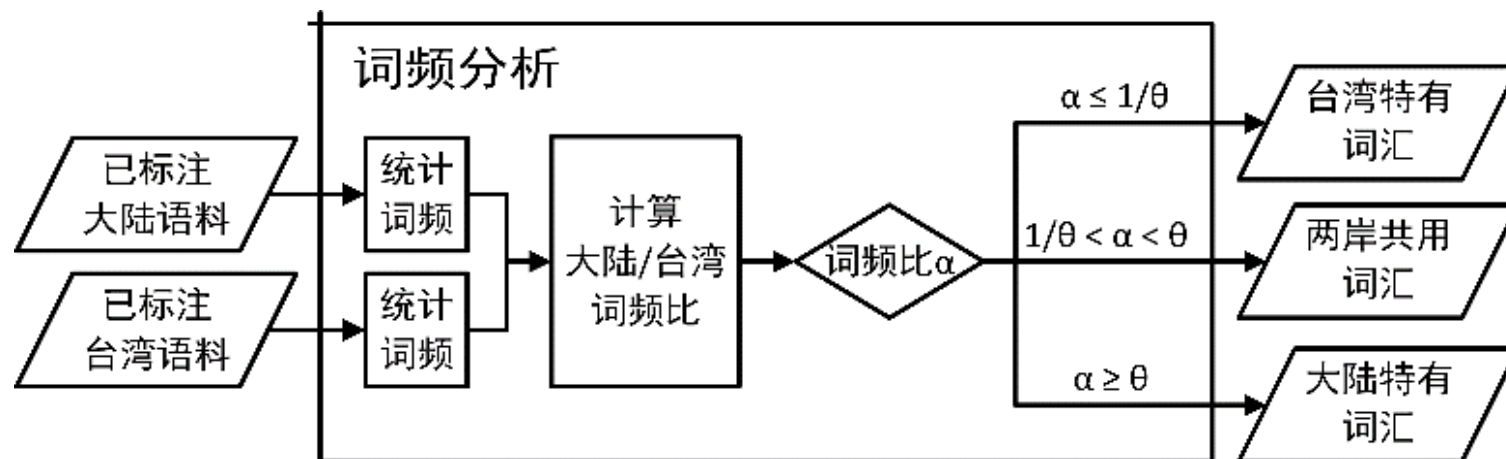 词频分析
已标注
大陆语料
已标注
台湾语料
统计
词频
统计
词频
计算
大陆/台湾
词频比
词频比α
α ≤ 1/θ
1/θ < α < θ
α ≥ θ
台湾特有
词汇
两岸共用
词汇
大陆特有
词汇